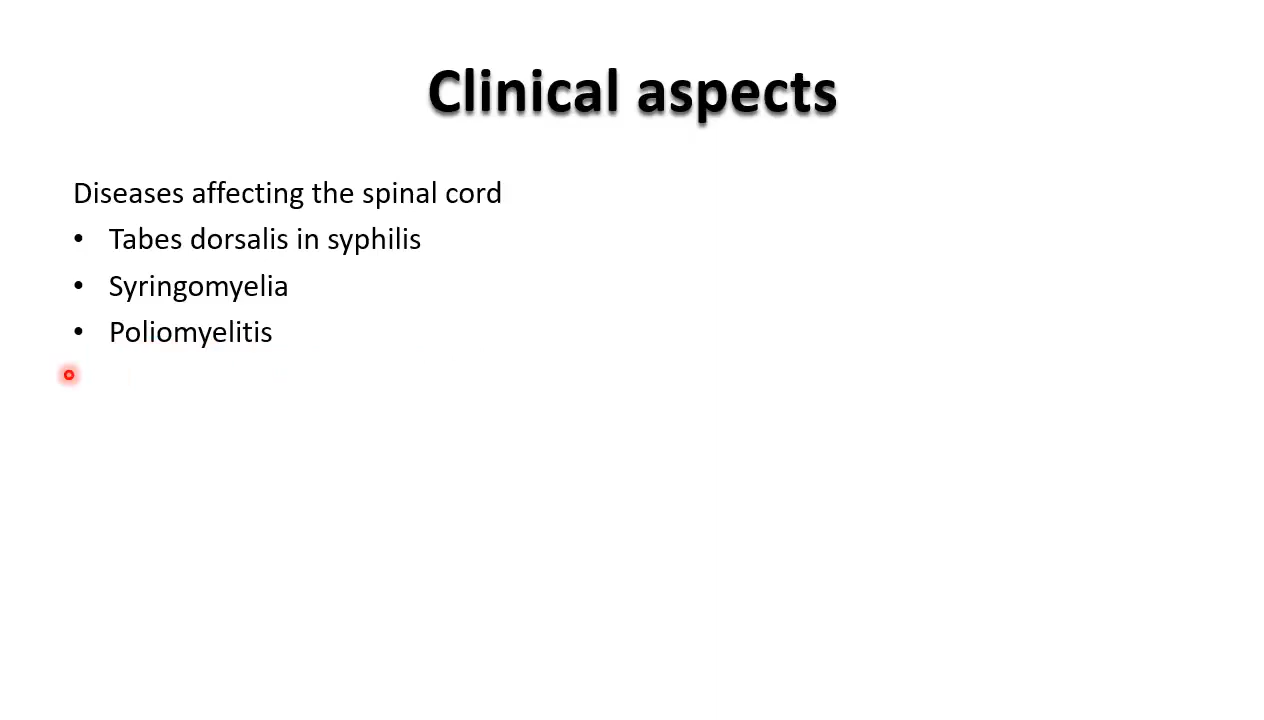 Clinical aspects
Diseases affecting the spinal cord
• Tabes dorsalis in syphilis
• Syringomyelia
• Poliomyelitis